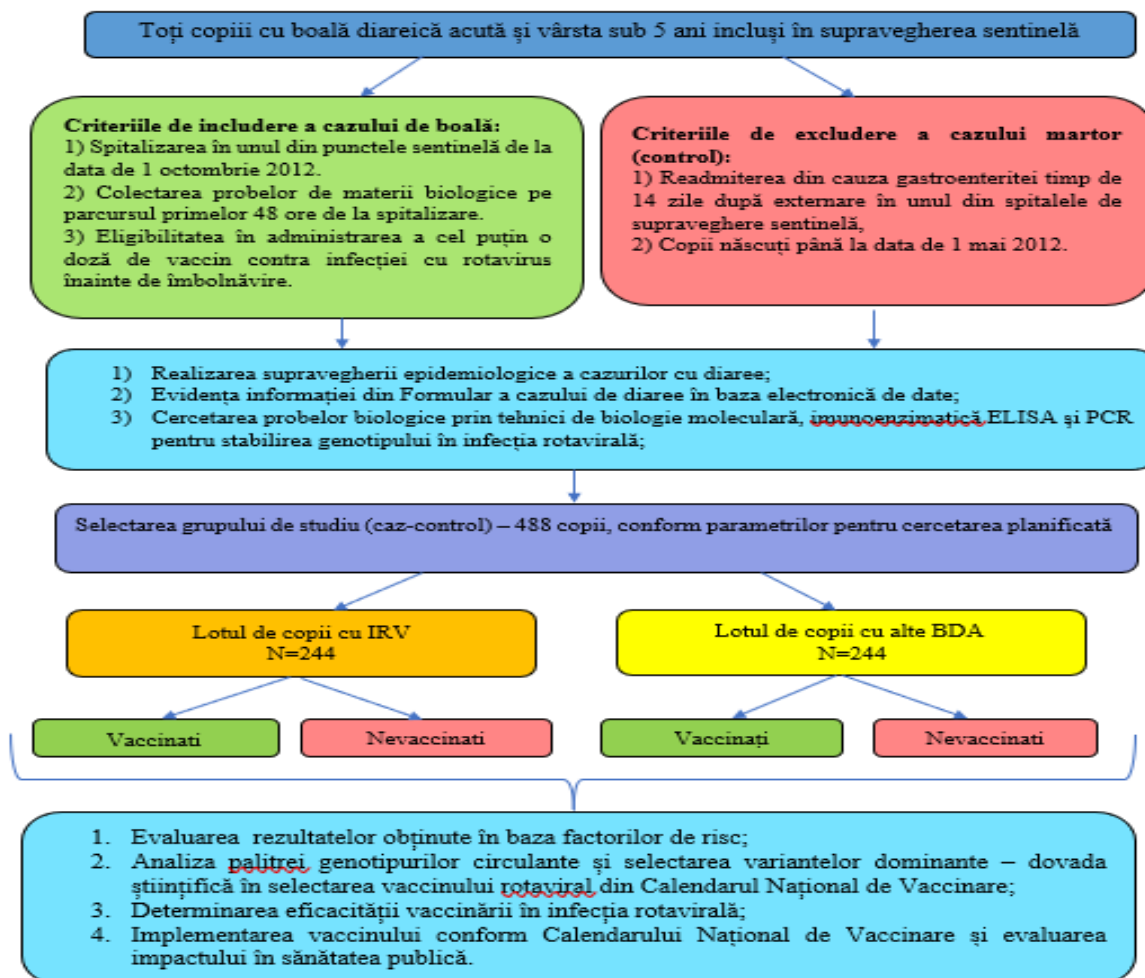 Toți copiii cu boală diareică acută și vârsta sub 5 ani incluși în supravegherea sentinelă
Criteriile de includere a cazului de boală:
1) Spitalizarea în unul din punctele sentinelă de la
data de 1 octombrie 2012.
2) Colectarea probelor de materii biologice pe
parcursul primelor 48 ore de la spitalizare.
3) Eligibilitatea în administrarea a cel puțin o
doză de vaccin contra infecției cu rotavirus
înainte de îmbolnăvire.
Criteriile de excludere a cazului martor
(control):
1) Readmiterea din cauza gastroenteritei timp de
14 zile după externare în unul din spitalele de
supraveghere sentinelă,
2) Copii născuți până la data de 1 mai 2012.
1) Realizarea supravegherii epidemiologice a cazurilor cu diaree;
2) Evidența informației din Formular a cazului de diaree în baza electronică de date;
3) Cercetarea probelor biologice prin tehnici de biologie moleculară, imunoenzimatică ELISA și PCR
pentru stabilirea genotipului în infecția rotavirală;
Selectarea grupului de studiu (caz-control) – 488 copii, conform parametrilor pentru cercetarea planificată
Lotul de copii cu IRV
N=244
Lotul de copii cu alte BDA
N=244
Vaccinati
Nevaccinati
Vaccinați
Nevaccinati
1. Evaluarea rezultatelor obținute în baza factorilor de risc;
2. Analiza palitrei genotipurilor circulante și selectarea variantelor dominante – dovada
științifică în selectarea vaccinului rotaviral din Calendarul Național de Vaccinare;
3. Determinarea eficacității vaccinării în infecția rotavirală;
4. Implementarea vaccinului conform Calendarului Național de Vaccinare și evaluarea
impactului în sănătatea publică.